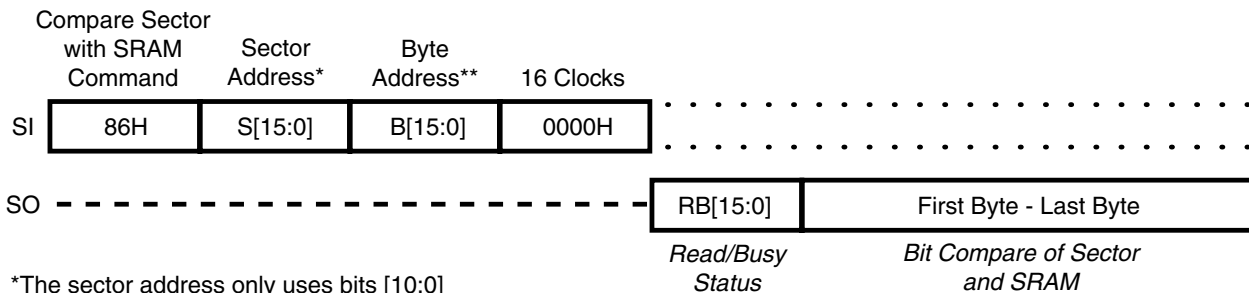 Compare Sector
with SRAM
Command
Sector
Address*
Byte
Address**
16 Clocks
SI
86H
S[15:0]
B[15:0]
0000H
SO
RB[15:0]
First Byte - Last Byte
Read/Busy
Status
Bit Compare of Sector
and SRAM
*The sector address only uses bits [10:0]